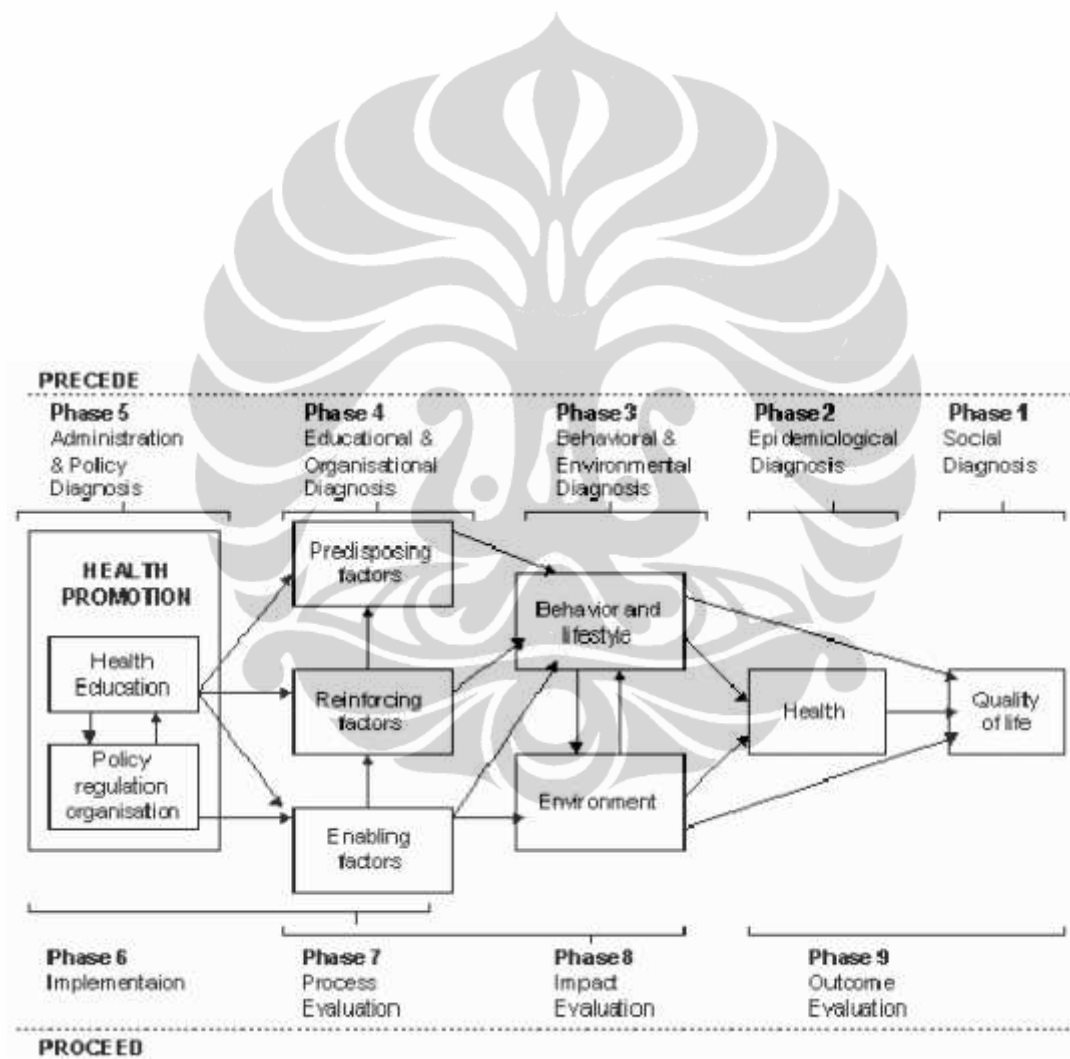 PRECEDE
Phase 5
Administration
& Policy
Diagnosis
Phase 4
Educational &
Organisational
Diagnosis
Phase 3
Behavioral &
Environmental
Diagnosis
Phase 2
Epidemiological
Diagnosis
Phase 1
Social
Diagnosis
HEALTH
PROMOTION
Health
Education
Policy
regulation
organisation
Predisposing
factors
Reinforcing
factors
Enabling
factors
Behavior and
lifestyle
Environment
Health
Quality
of life
Phase 6
Implementaion
Phase 7
Process
Evaluation
Phase 8
Impact
Evaluation
Phase 9
Outcome
Evaluation
PROCEED